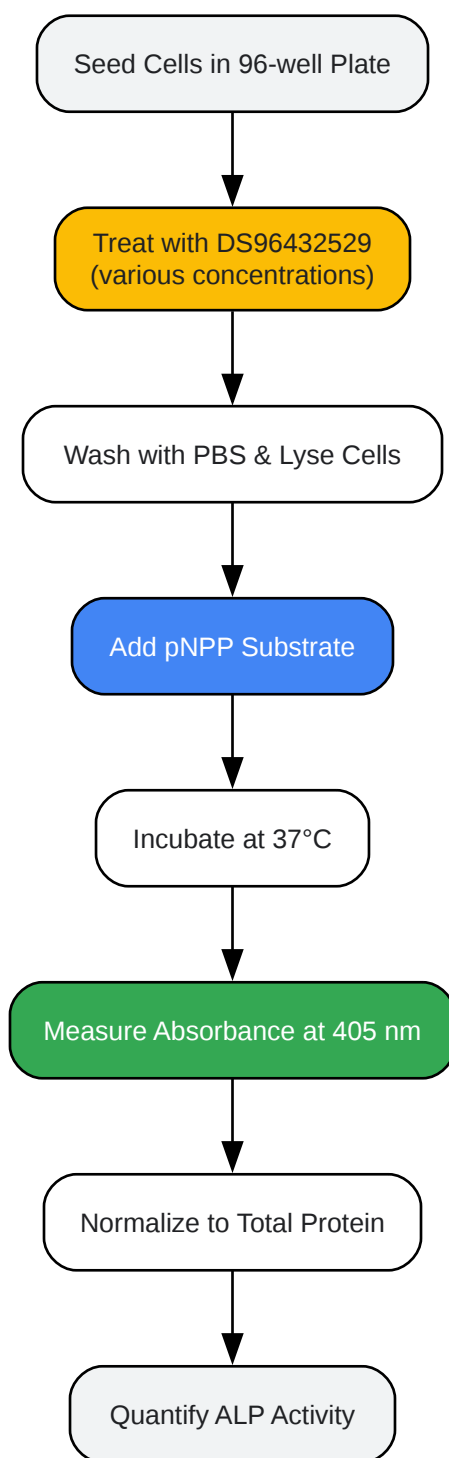 Seed Cells in 96-well Plate
Treat with DS96432529
(various concentrations)
Wash with PBS & Lyse Cells
Add pNPP Substrate
Incubate at 37°C
Measure Absorbance at 405 nm
Normalize to Total Protein
Quantify ALP Activity